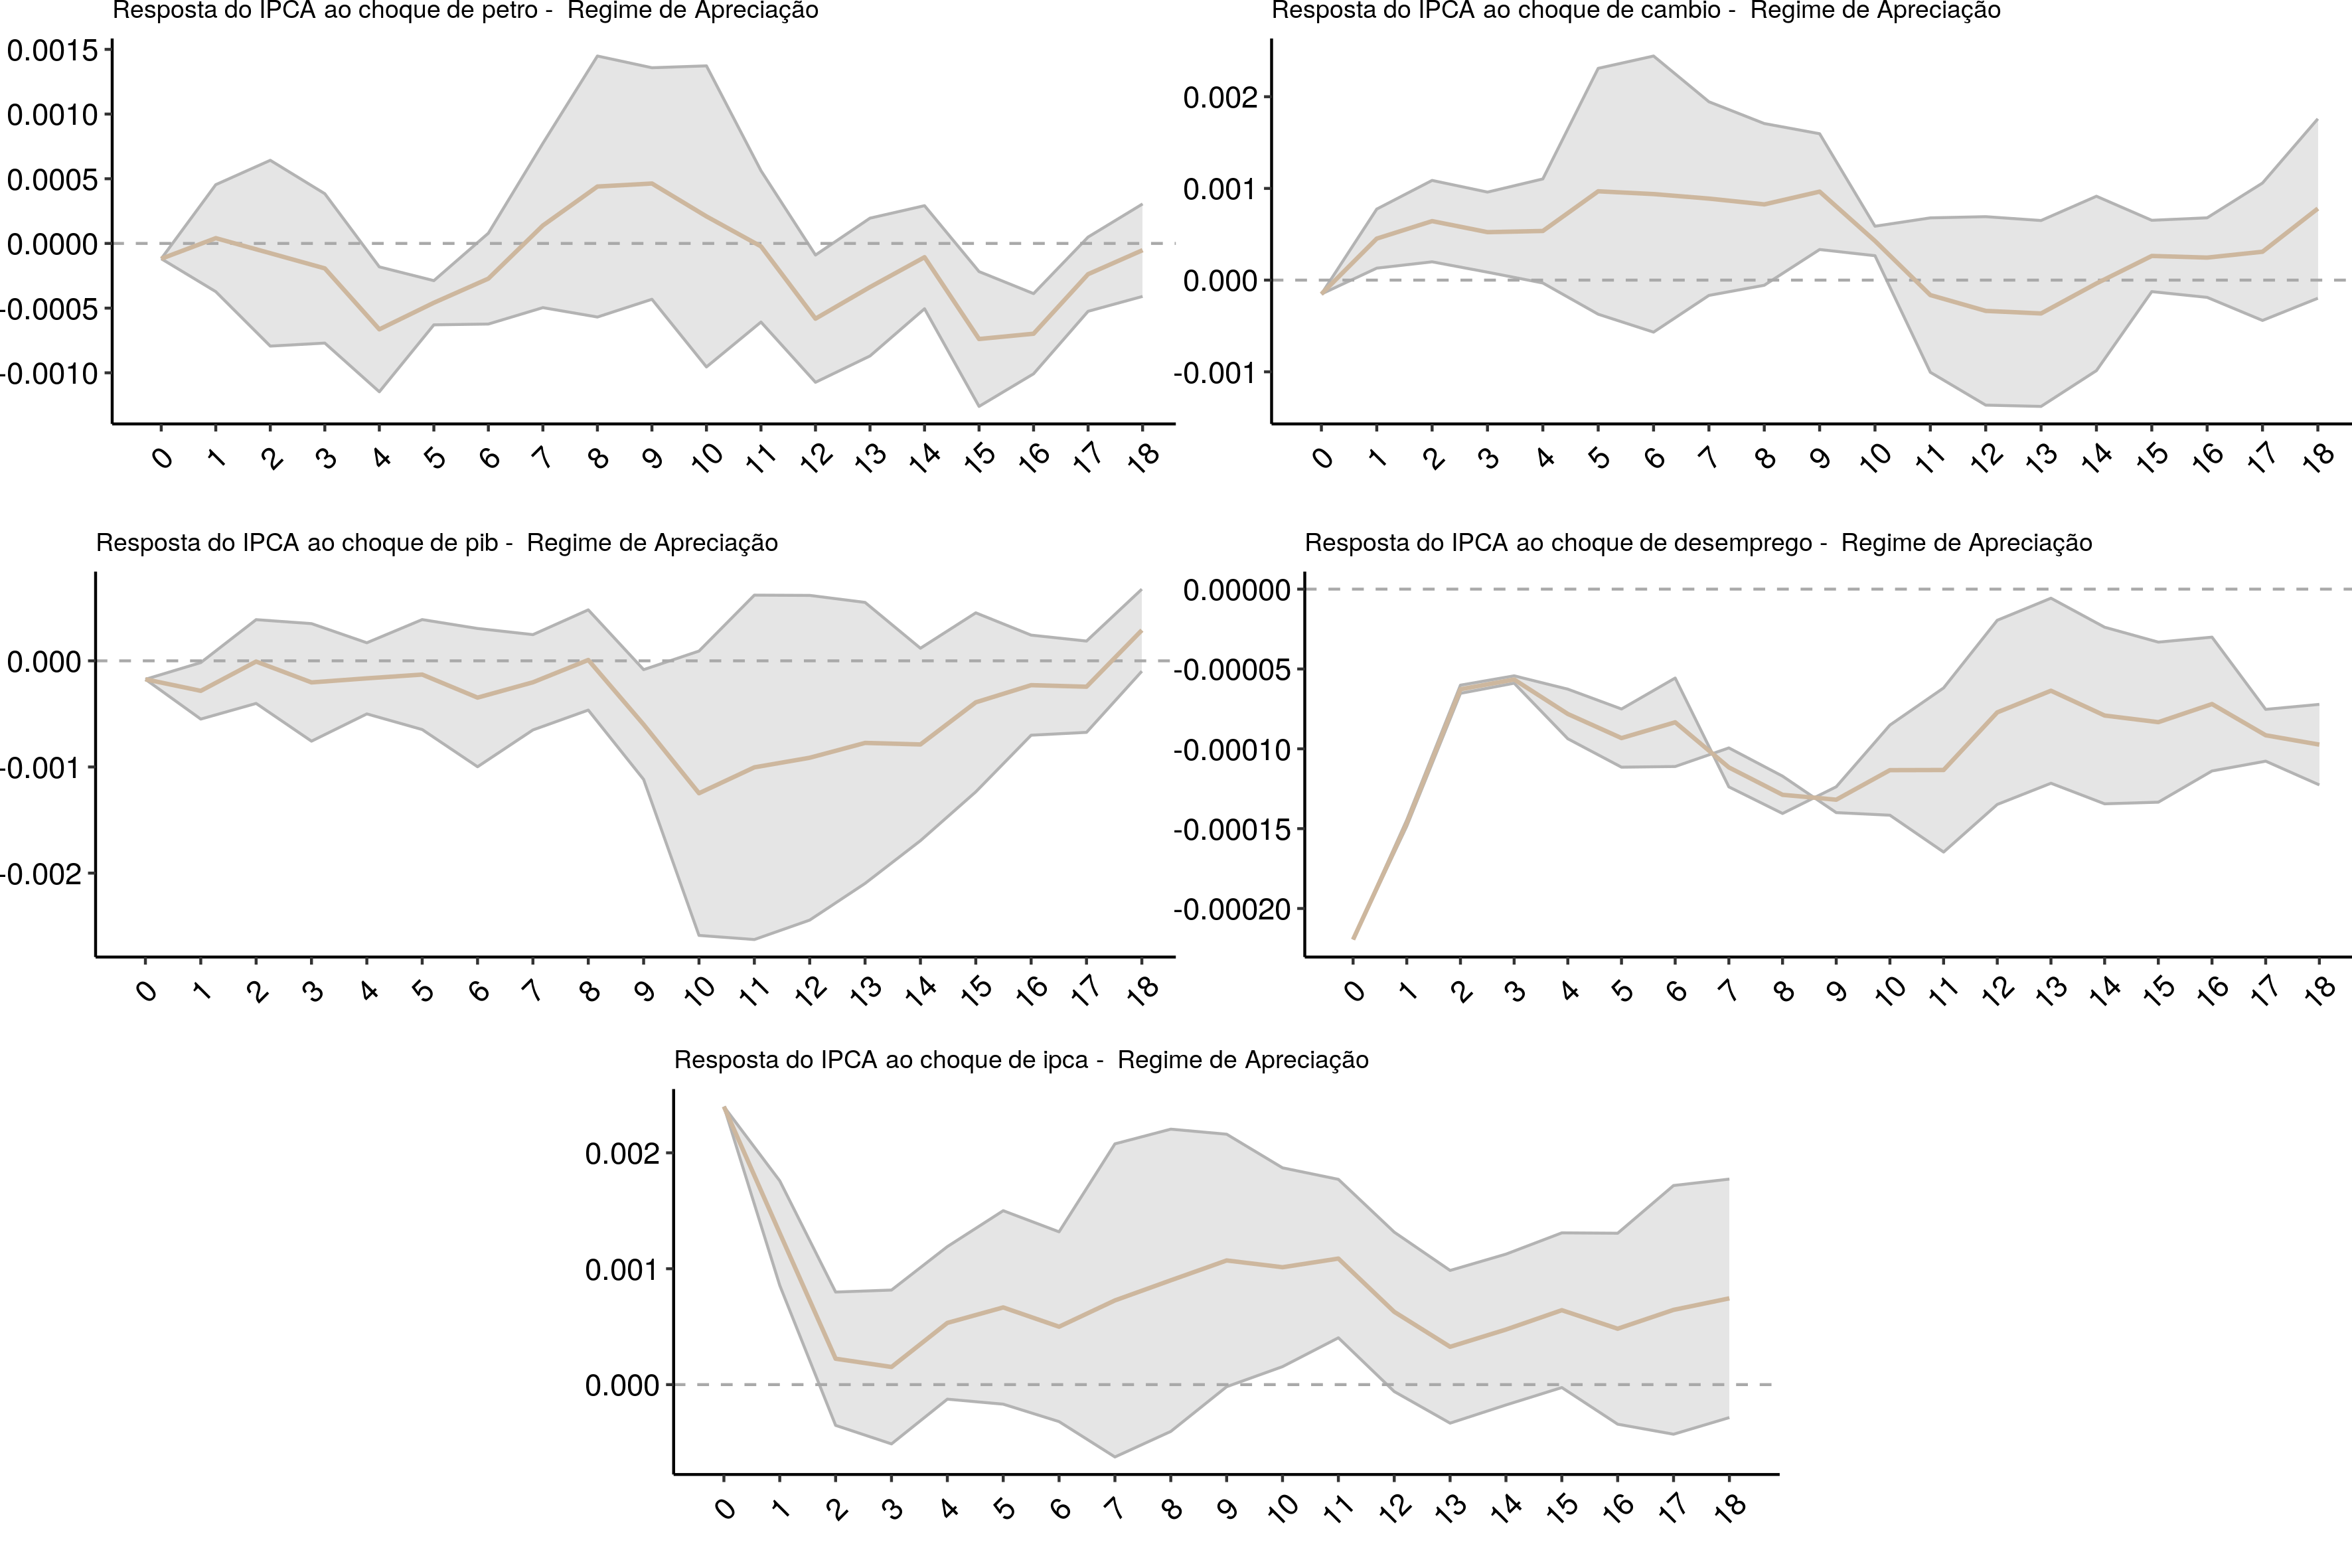 Resposta do IPCA ao choque de petro - Regime de Apreciação
0.0015
0.0010
0.0005
0.0000
-0.0005
-0.0010
0 1 2 3 4 5 6 7 8 9 10 11 12 13 14 15 16 17 18
Resposta do IPCA ao choque de cambio - Regime de Apreciação
0.002
0.001
0.000
-0.001
0 1 2 3 4 5 6 7 8 9 10 11 12 13 14 15 16 17 18
Resposta do IPCA ao choque de pib - Regime de Apreciação
0.000
-0.001
-0.002
0 1 2 3 4 5 6 7 8 9 10 11 12 13 14 15 16 17 18
Resposta do IPCA ao choque de desemprego - Regime de Apreciação
0.00000
-0.00005
-0.00010
-0.00015
-0.00020
0 1 2 3 4 5 6 7 8 9 10 11 12 13 14 15 16 17 18
Resposta do IPCA ao choque de ipca - Regime de Apreciação
0.002
0.001
0.000
0 1 2 3 4 5 6 7 8 9 10 11 12 13 14 15 16 17 18